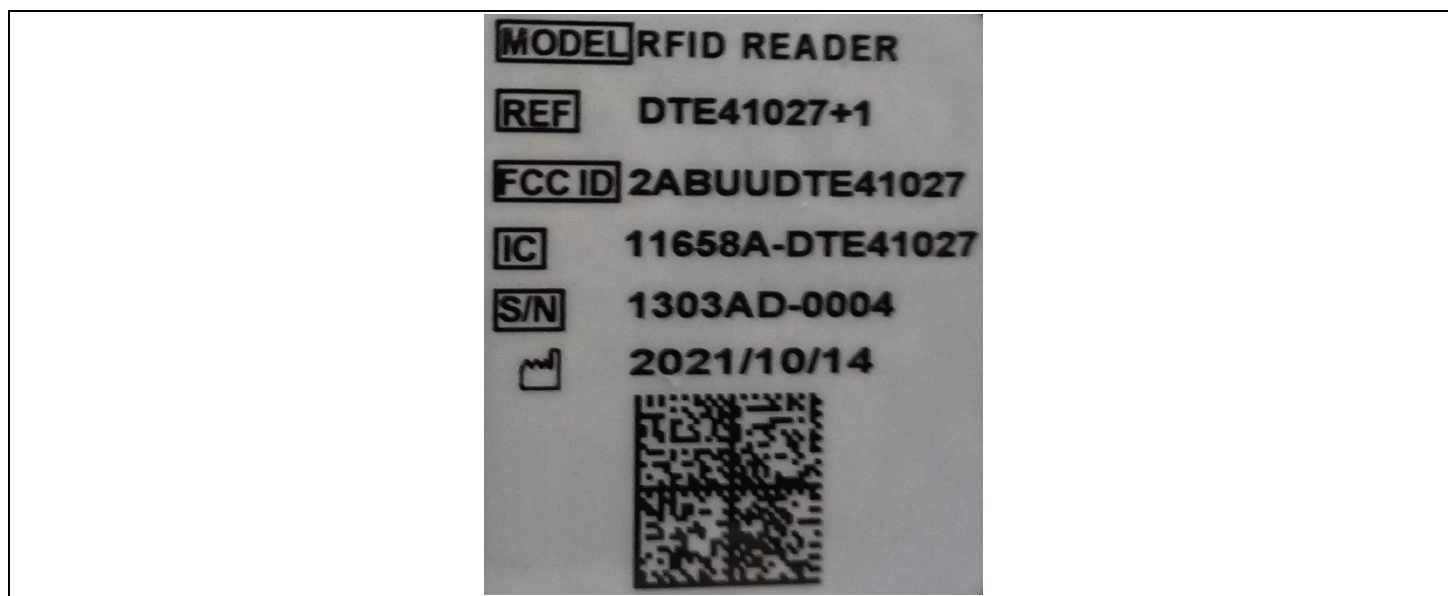 MODEL RFID READER
REF DTE41027+1
FCC ID 2ABUUDTE41027
IC 11658A-DTE41027
S/N 1303AD-0004
2021/10/14